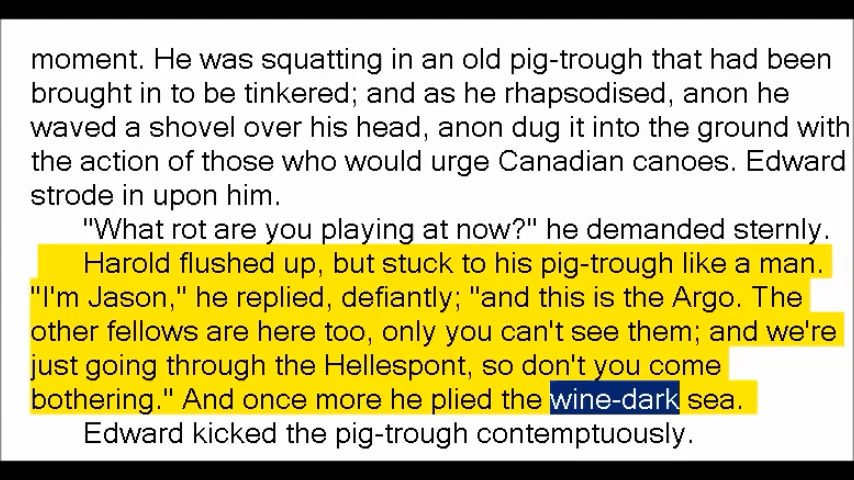 moment. He was squatting in an old pig-trough that had been
brought in to be tinkered; and as he rhapsodised, anon he
waved a shovel over his head, anon dug it into the ground with
the action of those who would urge Canadian canoes. Edward
strode in upon him.
"What rot are you playing at now?" he demanded sternly.
Harold flushed up, but stuck to his pig-trough like a man.
"I'm Jason," he replied, defiantly; "and this is the Argo. The
other fellows are here too, only you can't see them; and we're
just going through the Hellespont, so don't you come
bothering." And once more he plied the wine-dark sea.
Edward kicked the pig-trough contemptuously.